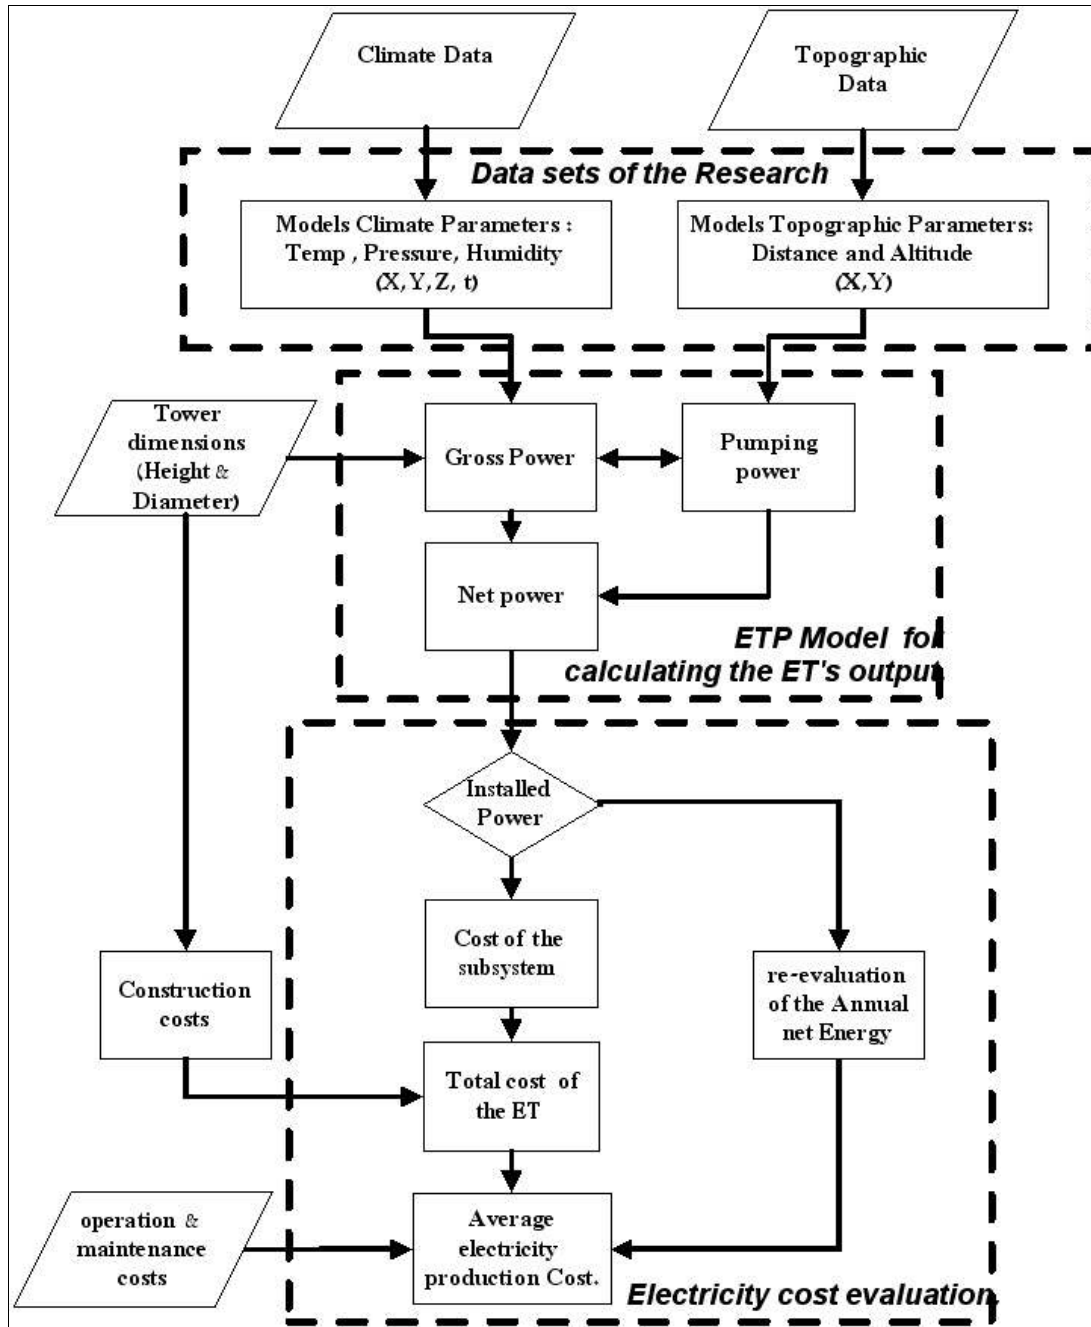 Climate Data
Topographic
Data
Data sets of the Research
Models Climate Parameters :
Temp , Pressure, Humidity
(X,Y,Z, t)
Models Topographic Parameters:
Distance and Altitude
(X,Y)
Tower
dimensions
(Height &
Diameter)
Gross Power
Pumping
power
Net power
ETP Model for
calculating the ET's output
Installed
Power
Cost of the
subsystem
re-evaluation
of the Annual
net Energy
Construction
costs
Total cost of
the ET
operation &
maintenance
costs
Average
electricity
production Cost.
Electricity cost evaluation